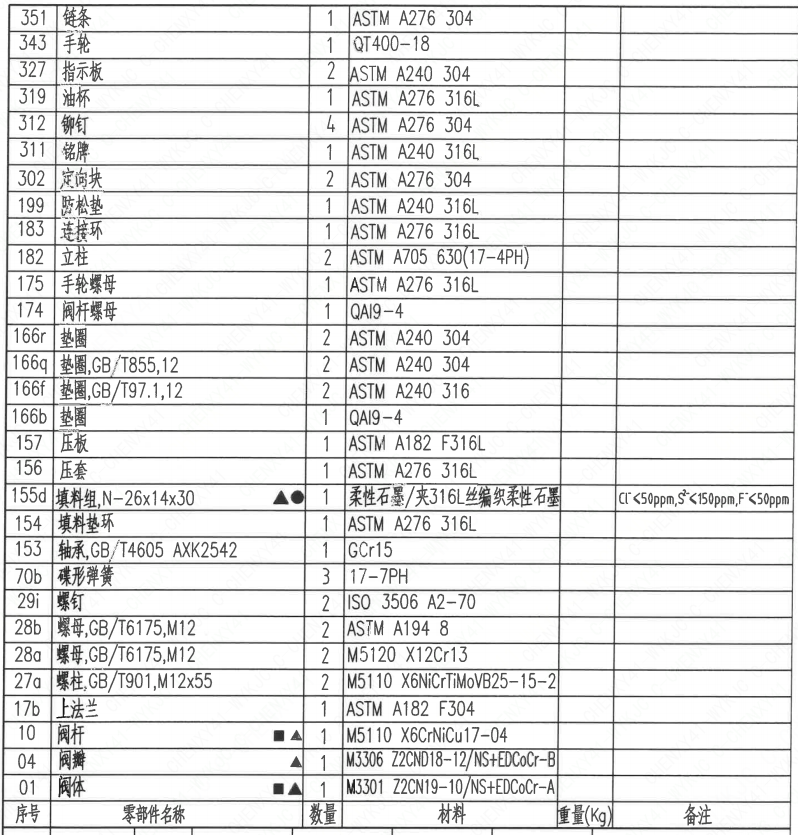 351 链条 1 ASTM A276 304
343 手轮 1 QT400-18
327 指示板 2 ASTM A240 304
319 油杯 1 ASTM A276 316L
312 铆钉 4 ASTM A276 304
311 铭牌 1 ASTM A240 316L
302 定向块 2 ASTM A276 304
199 防松垫 1 ASTM A240 316L
183 连接环 1 ASTM A276 316L
182 立柱 2 ASTM A705 630(17-4PH)
175 手轮螺母 1 ASTM A276 316L
174 阀杆螺母 1 QAl9-4
166r 垫圈 2 ASTM A240 304
166q 垫圈,GB/T855,12 2 ASTM A240 304
166f 垫圈,GB/T97.1,12 2 ASTM A240 316
166b 垫圈 1 QAl9-4
157 压板 1 ASTM A182 F316L
156 压套 1 ASTM A276 316L
155d 填料组,N-26x14x30 ▲● 1 柔性石墨/夹316L丝编织柔性石墨 Cl⁻≤50ppm,S²⁻≤150ppm,F⁻≤50ppm
154 填料垫环 1 ASTM A276 316L
153 轴承,GB/T4605 AXK2542 1 GCr15
70b 碟形弹簧 3 17-7PH
29i 螺钉 2 ISO 3506 A2-70
28b 螺母,GB/T6175,M12 2 ASTM A194 8
28a 螺母,GB/T6175,M12 2 M5120 X12Cr13
27a 螺柱,GB/T901,M12x55 2 M5110 X6NiCrTiMoVB25-15-2
17b 上法兰 1 ASTM A182 F304
10 阀杆 ■▲ 1 M5110 X6CrNiCu17-04
04 阀瓣 ▲ 1 M3306 Z2CND18-12/NS+EDCoCr-B
01 阀体 ■▲ 1 M3301 Z2CN19-10/NS+EDCoCr-A
序号 零部件名称 数量 材料 重量(Kg) 备注